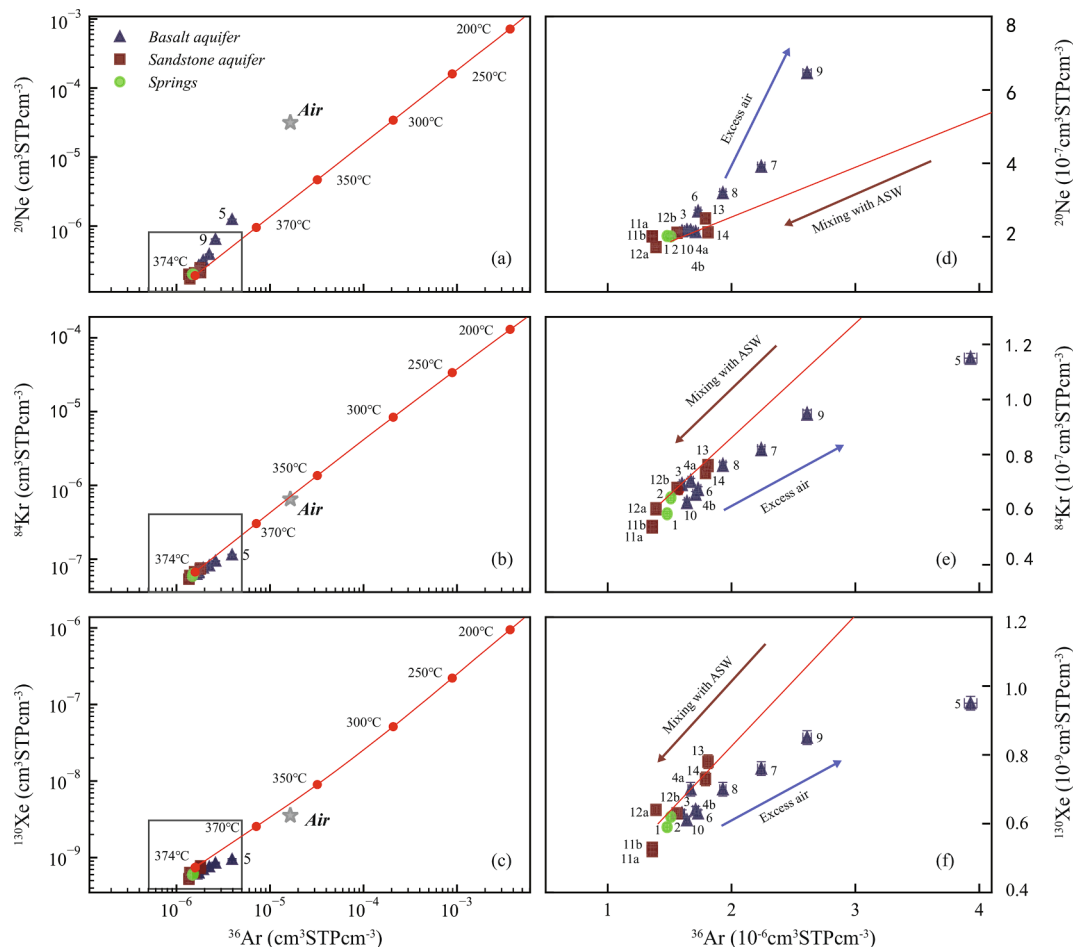 10⁻³
10⁻⁴
10⁻⁵
10⁻⁶
²⁰Ne (cm³STPcm⁻³)
Basalt aquifer
Sandstone aquifer
Springs
Air
200℃
250℃
300℃
350℃
370℃
374℃
5
9
(a)
8
6
4
2
²⁰Ne (10⁻⁷cm³STPcm⁻³)
Excess air
Mixing with ASW
9
7
8
6
13
12b
3
11a
11b
12a
1
2
10
4a
14
4b
(d)
10⁻⁴
10⁻⁵
10⁻⁶
10⁻⁷
⁸⁴Kr (cm³STPcm⁻³)
200℃
250℃
300℃
350℃
Air
370℃
374℃
5
(b)
1.2
1.0
0.8
0.6
0.4
⁸⁴Kr (10⁻⁷cm³STPcm⁻³)
Mixing with ASW
Excess air
5
9
7
13
8
4a
3
14
12b
2
6
12a
4b
10
1
11b
11a
(e)
10⁻⁶
10⁻⁷
10⁻⁸
10⁻⁹
¹³⁰Xe (cm³STPcm⁻³)
200℃
250℃
300℃
350℃
Air
370℃
374℃
5
(c)
10⁻⁶
10⁻⁵
10⁻⁴
10⁻³
³⁶Ar (cm³STPcm⁻³)
1.2
1.0
0.8
0.6
0.4
¹³⁰Xe (10⁻⁹cm³STPcm⁻³)
Mixing with ASW
Excess air
5
9
7
13
14
4a
8
12b
3
4b
12a
6
1
2
10
11b
11a
(f)
1
2
3
4
³⁶Ar (10⁻⁶cm³STPcm⁻³)